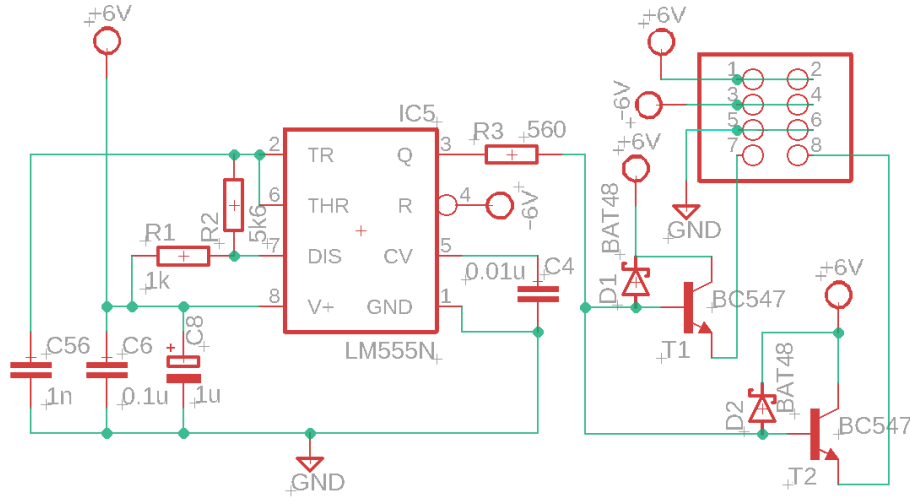 +6V
+6V
-6V
1 2
3 4
5 6
7 8
GND
IC5
2 TR Q 3
6 THR R 4
7 DIS CV 5
8 V+ GND 1
LM555N
R3 560
-6V
R1
1k
R2
5k6
0.01u C4
C56
1n
C6
0.1u
C8
1u
GND
+6V
BAT48
D1
BC547
T1
+6V
BAT48
D2
BC547
T2